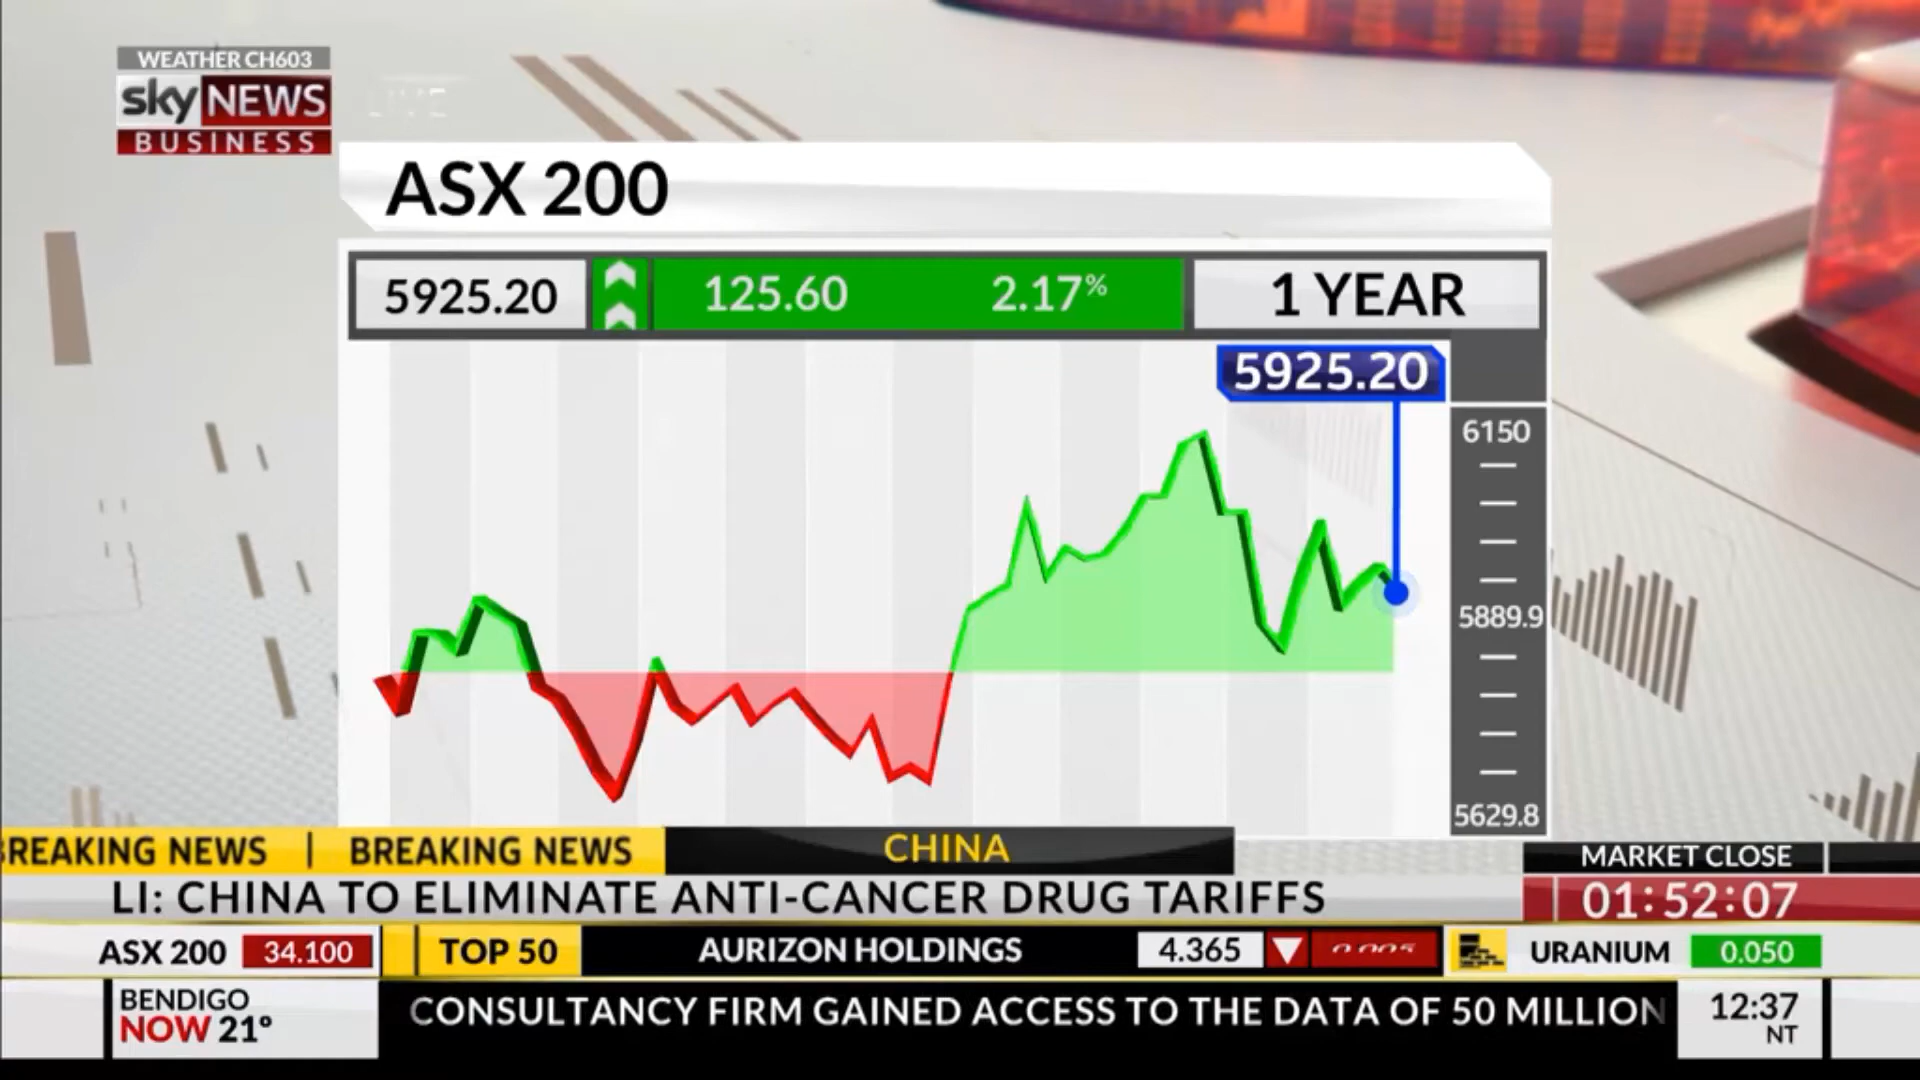 WEATHER CH603
sky NEWS
BUSINESS
LIVE
ASX 200
5925.20 125.60 2.17% 1 YEAR
5925.20
6150
5889.9
5629.8
BREAKING NEWS | BREAKING NEWS
CHINA
MARKET CLOSE
LI: CHINA TO ELIMINATE ANTI-CANCER DRUG TARIFFS
01:52:07
ASX 200 34.100 TOP 50 AURIZON HOLDINGS 4.365 URANIUM 0.050
BENDIGO
NOW 21º
CONSULTANCY FIRM GAINED ACCESS TO THE DATA OF 50 MILLION
12:37
NT